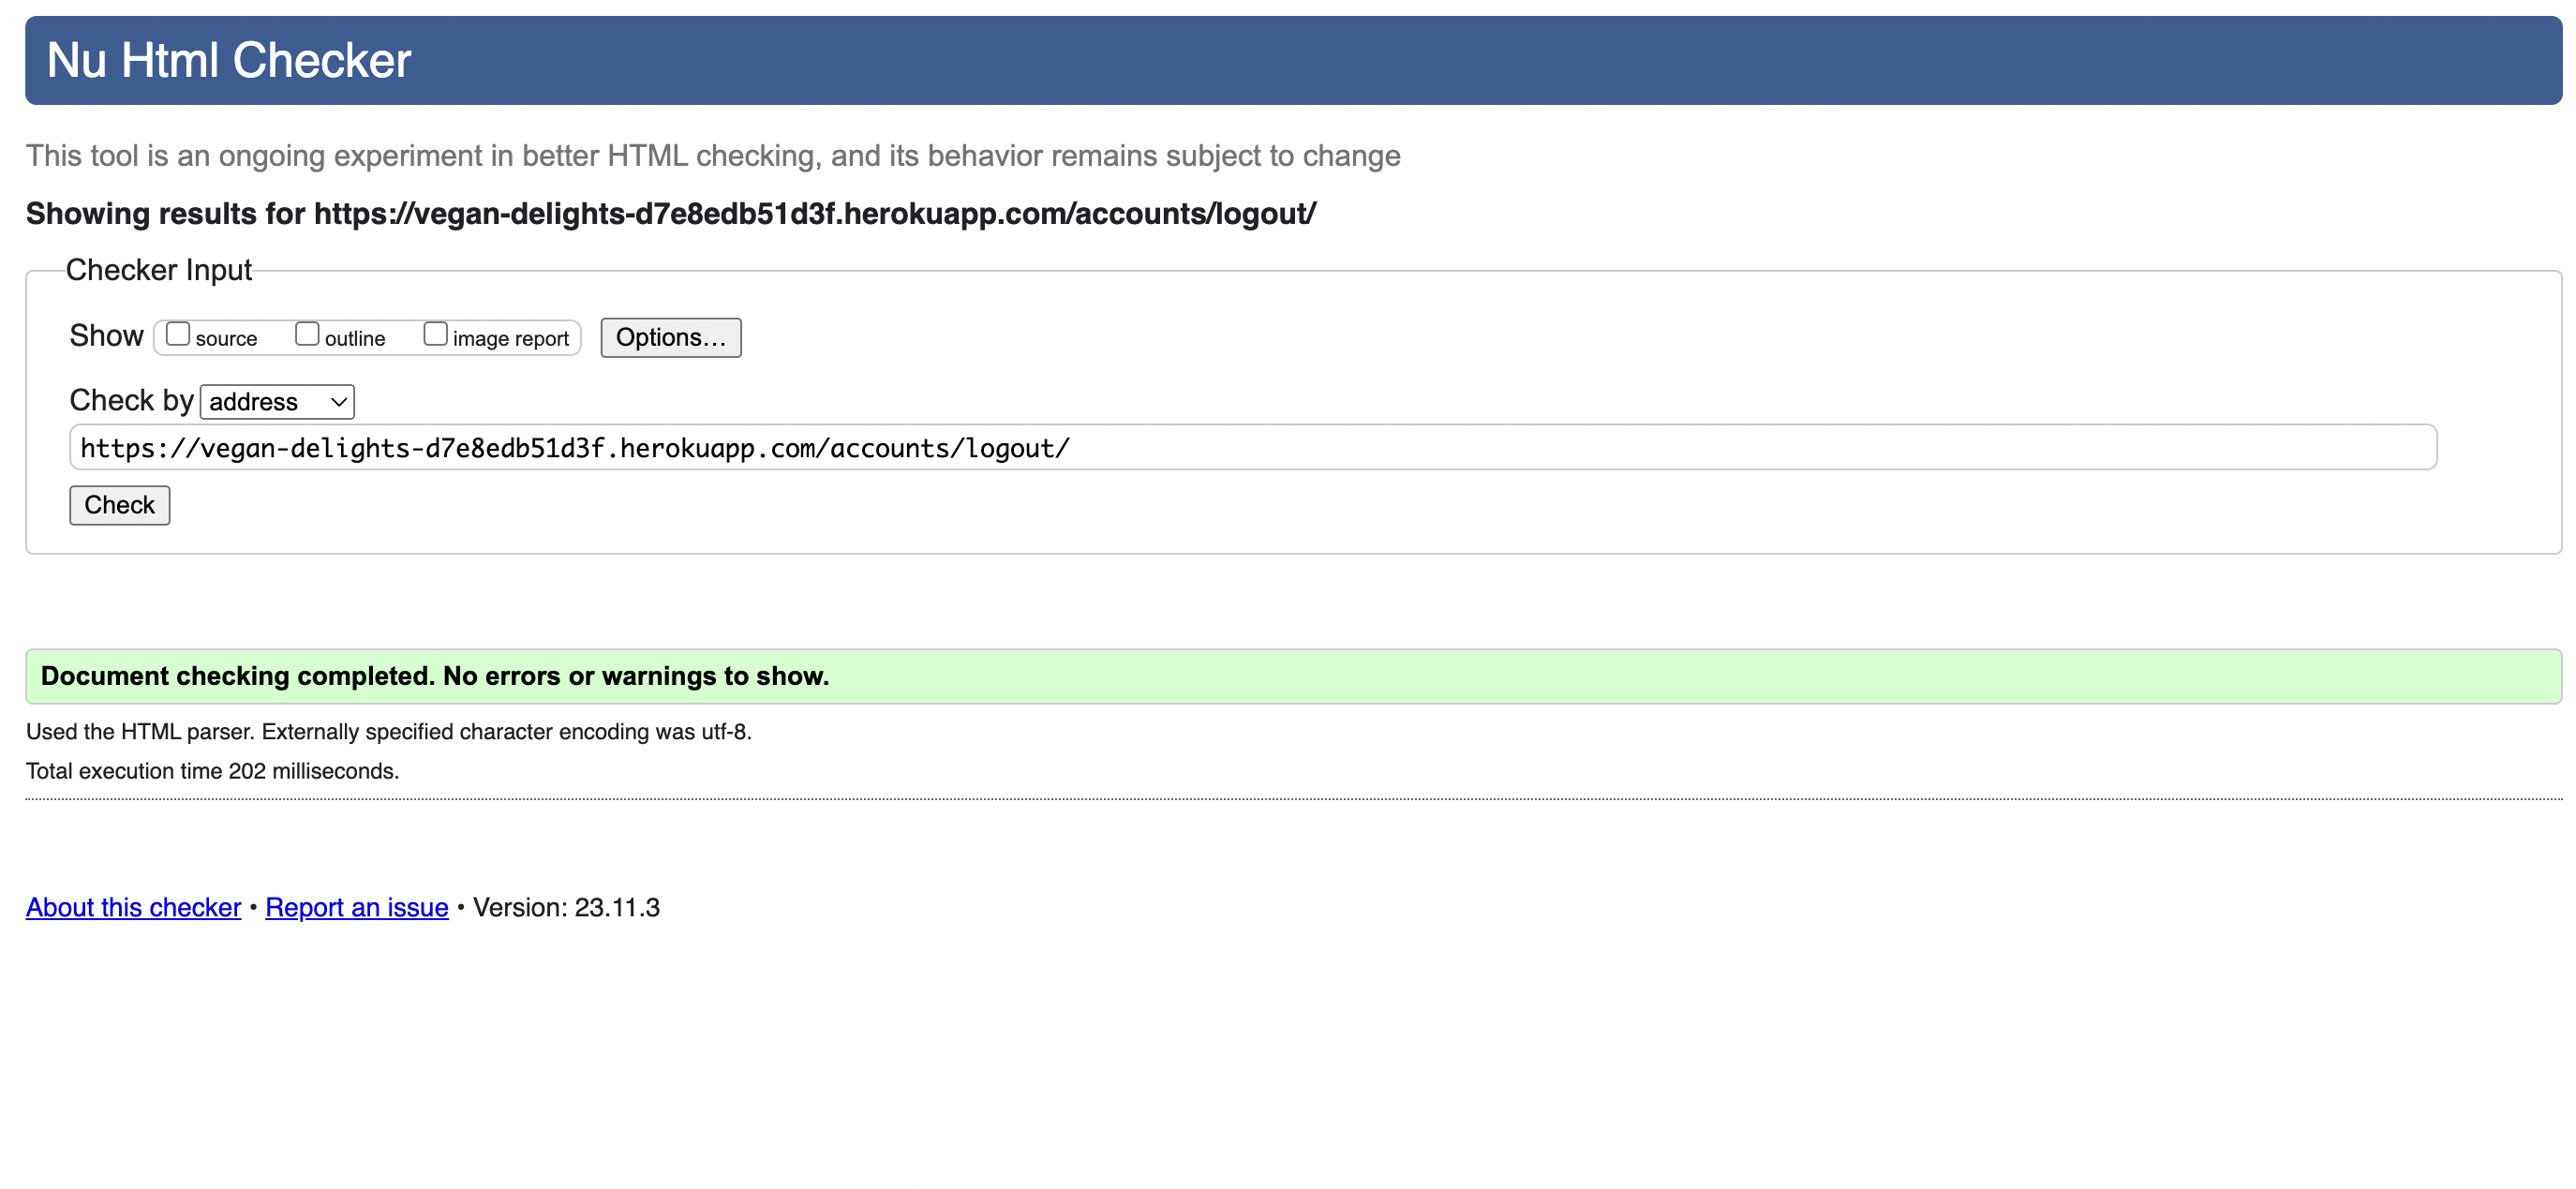 Nu Html Checker
This tool is an ongoing experiment in better HTML checking, and its behavior remains subject to change
Showing results for https://vegan-delights-d7e8edb51d3f.herokuapp.com/accounts/logout/
Checker Input
Show source outline image report Options...
Check by address
https://vegan-delights-d7e8edb51d3f.herokuapp.com/accounts/logout/
Check
Document checking completed. No errors or warnings to show.
Used the HTML parser. Externally specified character encoding was utf-8.
Total execution time 202 milliseconds.
About this checker • Report an issue • Version: 23.11.3